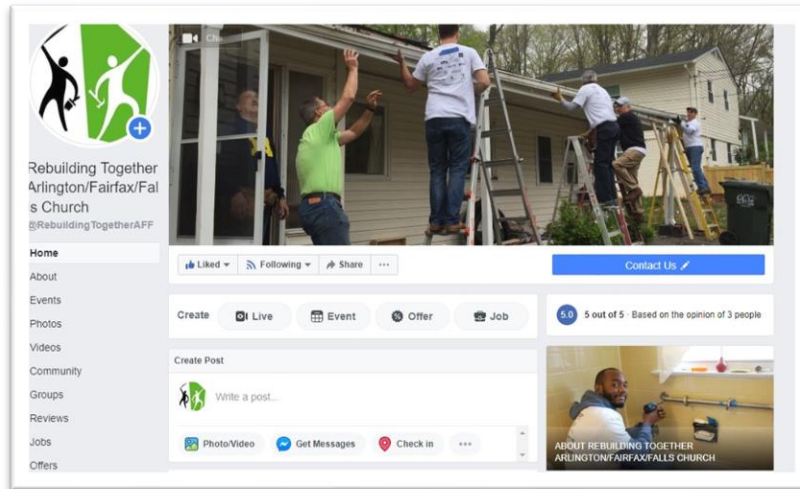 Rebuilding Together
Arlington/Fairfax/Fal
s Church
@RebuildingTogetherAFF
Home
About
Events
Photos
Videos
Community
Groups
Reviews
Jobs
Offers
Liked
Following
Share
Contact Us
Create
Live
Event
Offer
Job
5.0
5 out of 5 · Based on the opinion of 3 people
Create Post
Write a post...
Photo/Video
Get Messages
Check in
ABOUT REBUILDING TOGETHER
ARLINGTON/FAIRFAX/FALLS CHURCH